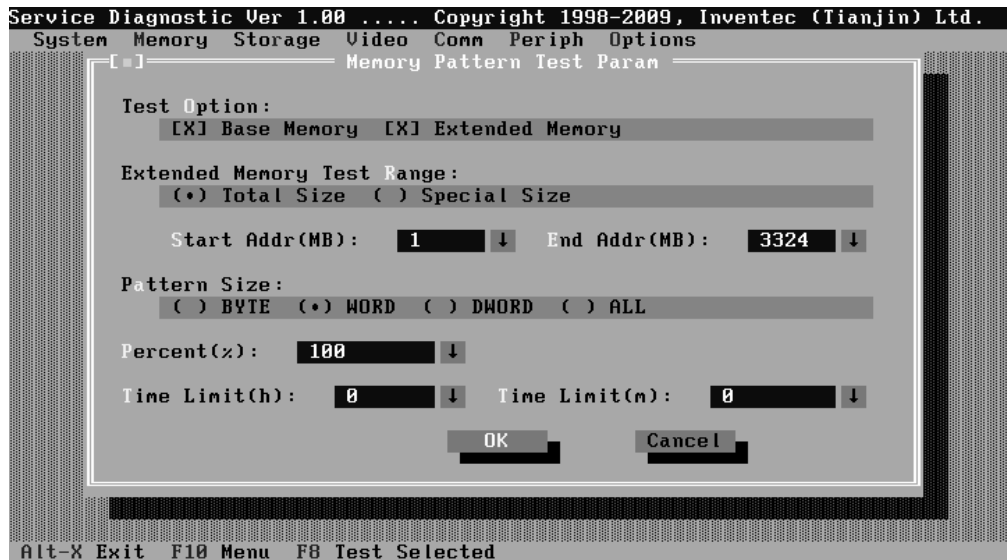 Service Diagnostic Ver 1.00 ..... Copyright 1998-2009, Inventec (Tianjin) Ltd.
System Memory Storage Video Comm Periph Options
[■] Memory Pattern Test Param
Test Option:
[X] Base Memory [X] Extended Memory
Extended Memory Test Range:
(•) Total Size ( ) Special Size
Start Addr(MB): 1 ↓ End Addr(MB): 3324 ↓
Pattern Size:
( ) BYTE (•) WORD ( ) DWORD ( ) ALL
Percent(%): 100 ↓
Time Limit(h): 0 ↓ Time Limit(m): 0 ↓
OK Cancel
Alt-X Exit F10 Menu F8 Test Selected